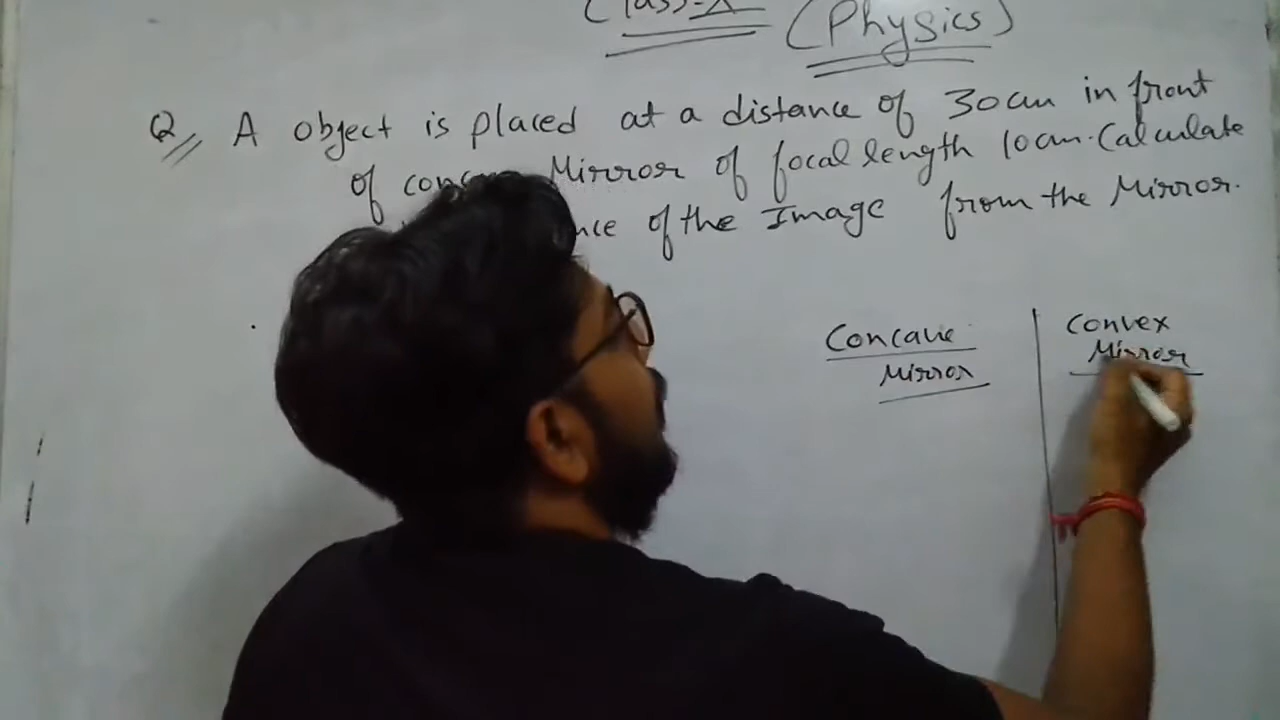 Class-X (Physics)
Q A object is placed at a distance of 30cm in front
of Mirror of focal length 10cm. Calculate
of the Image from the Mirror.
Concave
Mirror
Convex
Mirror